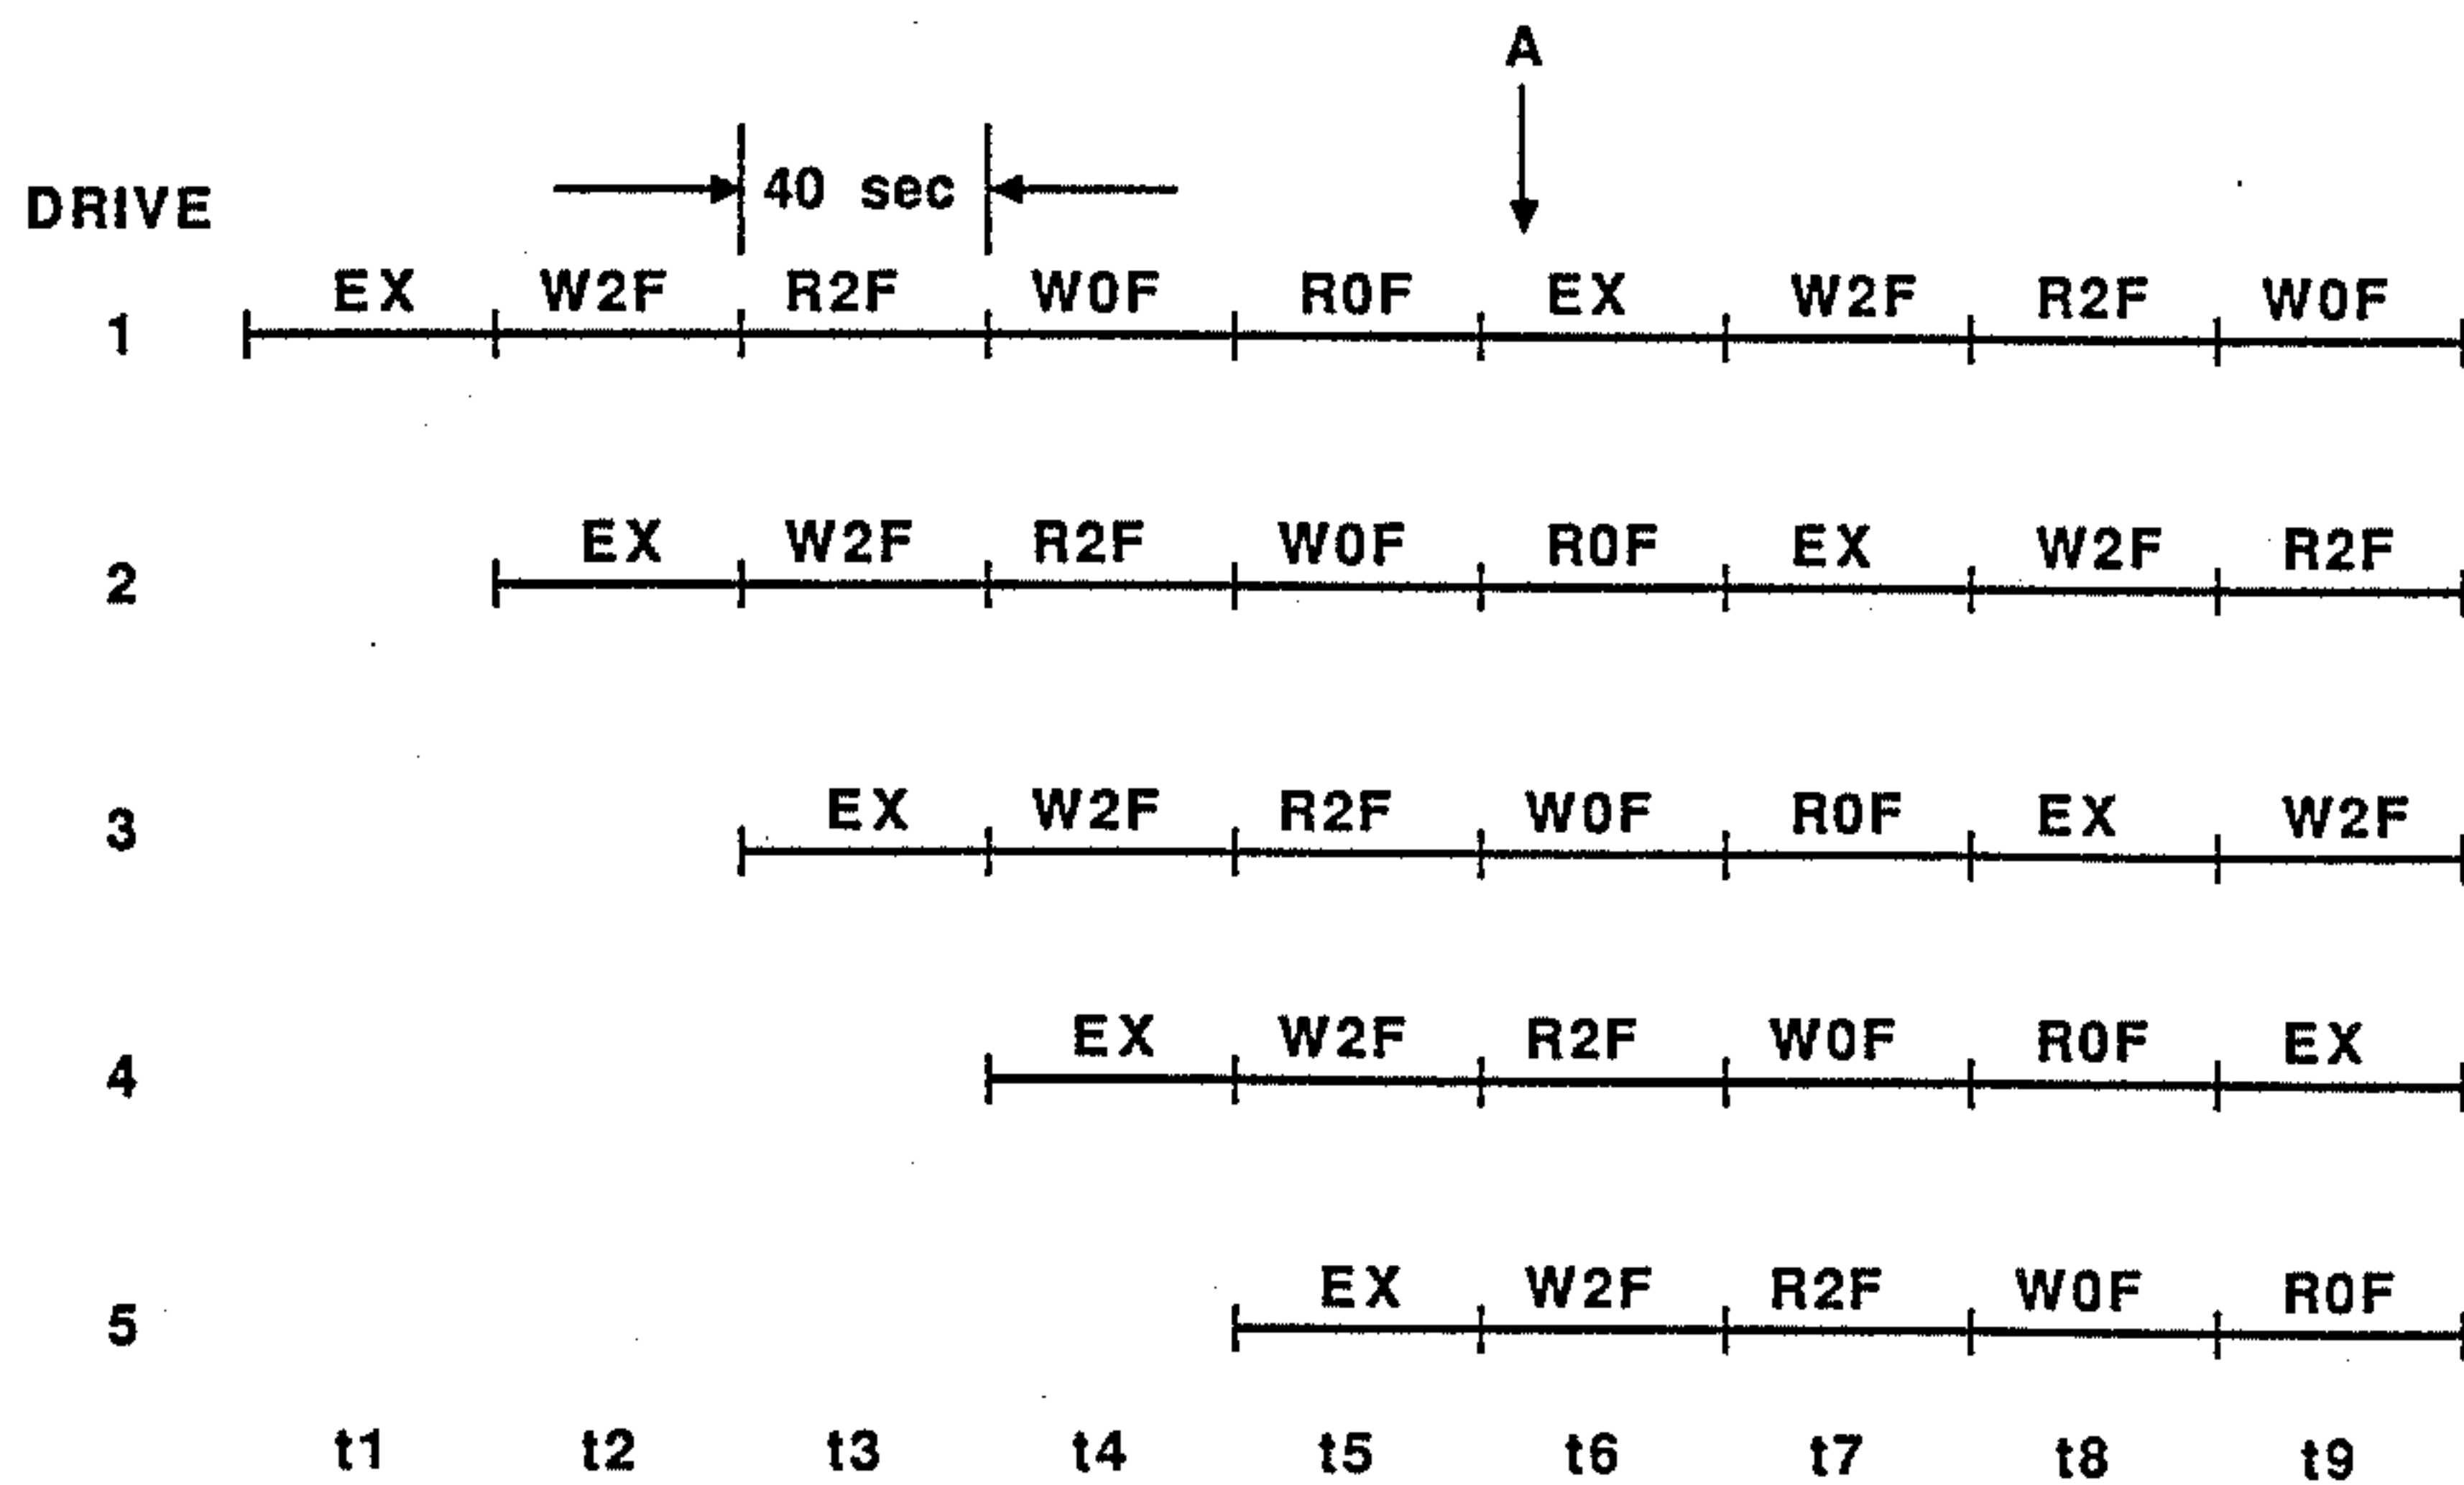 A
40 sec
DRIVE
EX W2F R2F W0F R0F EX W2F R2F W0F
1
EX W2F R2F W0F R0F EX W2F R2F
2
EX W2F R2F W0F R0F EX W2F
3
EX W2F R2F W0F R0F EX
4
EX W2F R2F W0F R0F
5
t1 t2 t3 t4 t5 t6 t7 t8 t9